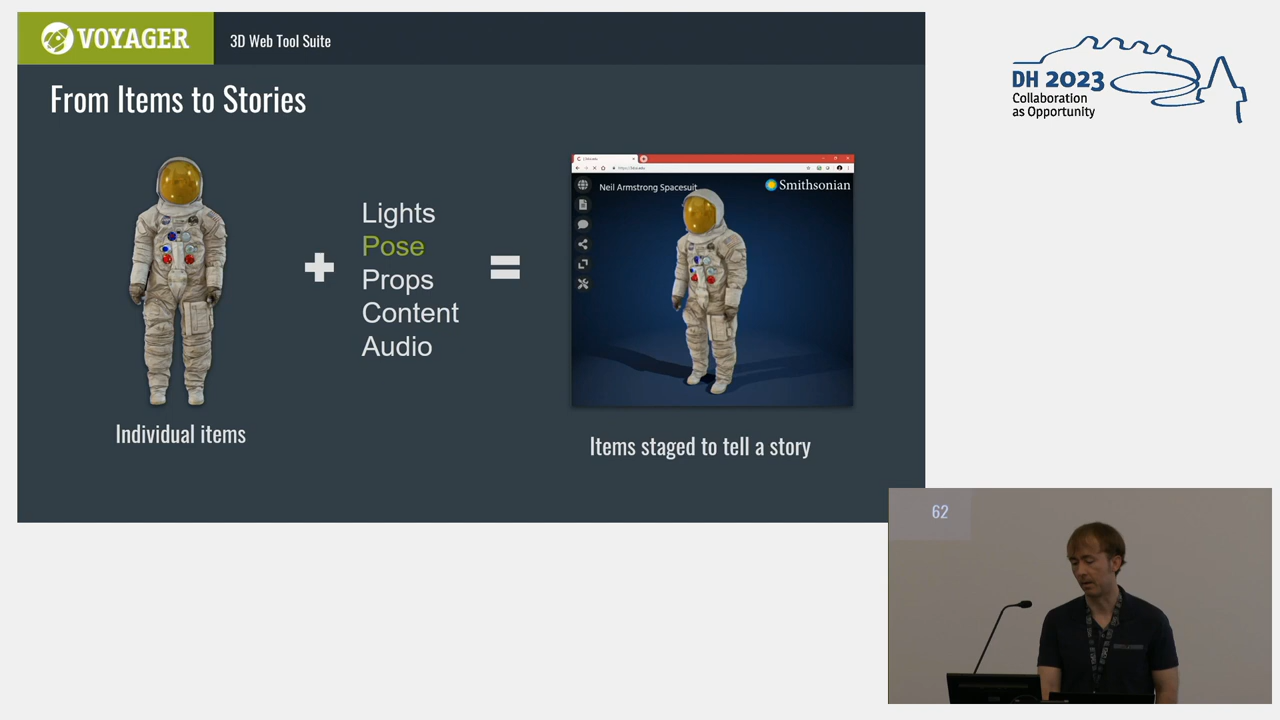 VOYAGER
3D Web Tool Suite
From Items to Stories
Lights
Pose
Props
Content
Audio
Individual items
Neil Armstrong Spacesuit
Smithsonian
Items staged to tell a story
DH 2023
Collaboration
as Opportunity
62